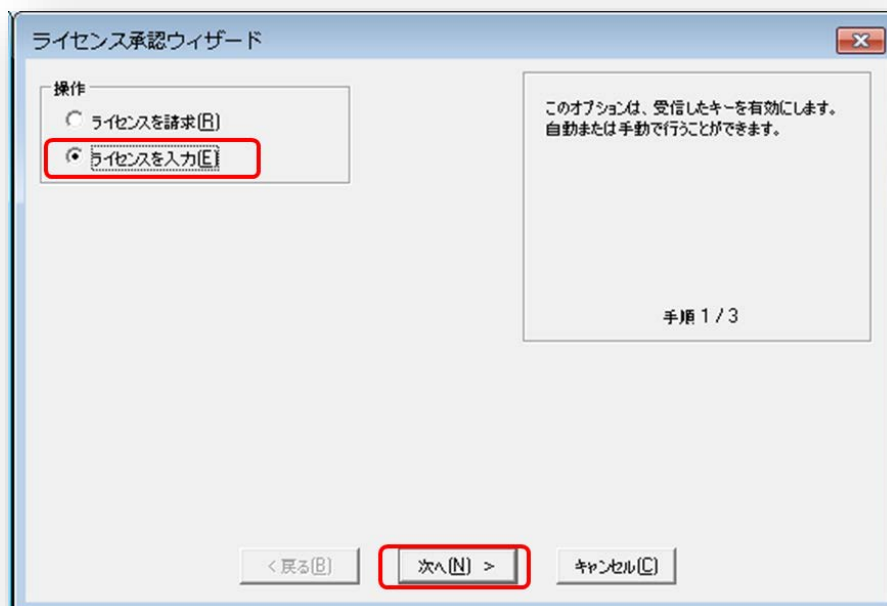 ライセンス承認ウィザード
操作
ライセンスを請求(R)
ライセンスを入力(E)
このオプションは、受信したキーを有効にします。
自動または手動で行うことができます。
手順 1 / 3
< 戻る(B)
次へ(N) >
キャンセル(C)